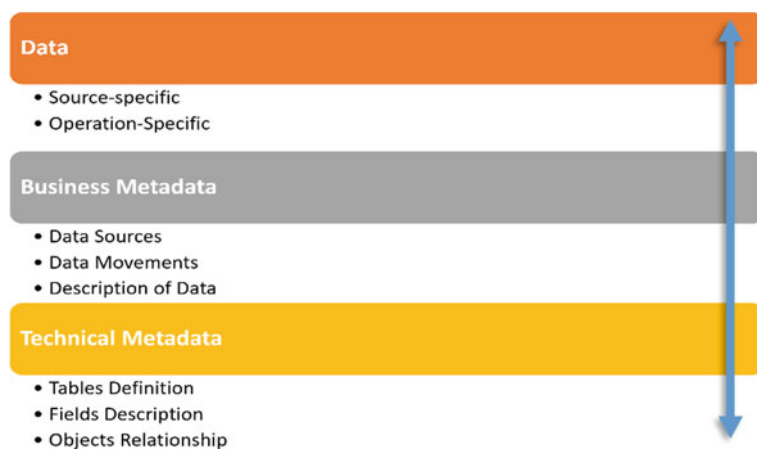 Data
• Source-specific
• Operation-Specific
Business Metadata
• Data Sources
• Data Movements
• Description of Data
Technical Metadata
• Tables Definition
• Fields Description
• Objects Relationship